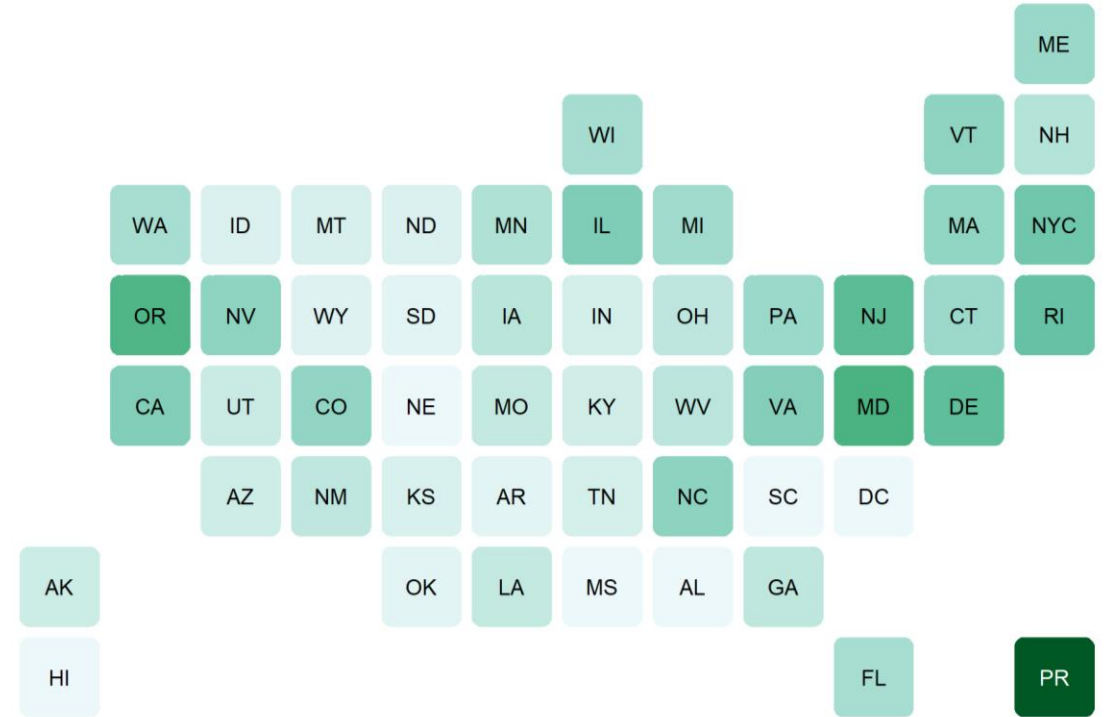 ME
WI VT NH
WA ID MT ND MN IL MI MA NYC
OR NV WY SD IA IN OH PA NJ CT RI
CA UT CO NE MO KY WV VA MD DE
AZ NM KS AR TN NC SC DC
AK OK LA MS AL GA
HI FL PR